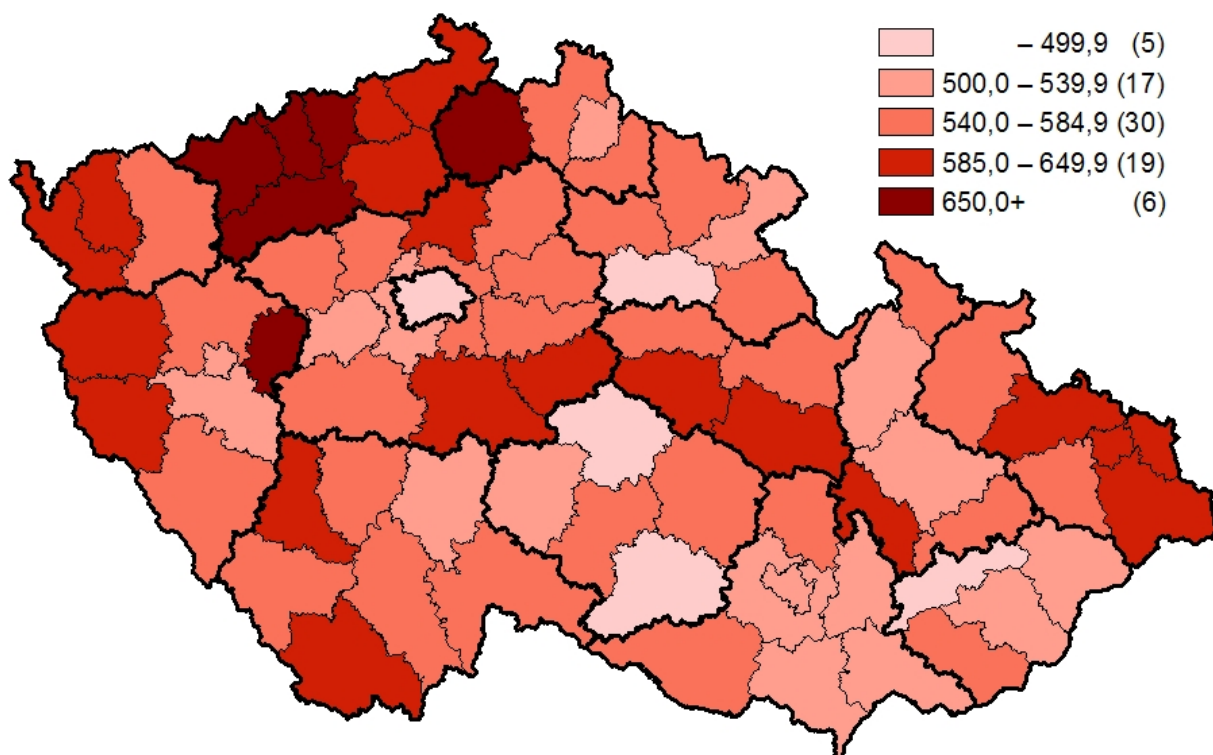 – 499,9 (5)
500,0 – 539,9 (17)
540,0 – 584,9 (30)
585,0 – 649,9 (19)
650,0+ (6)